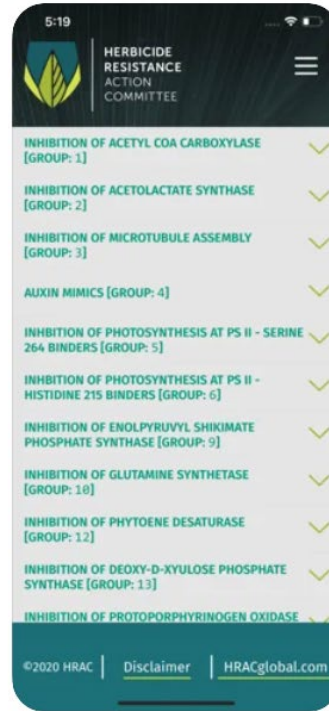 5:19
HERBICIDE
RESISTANCE
ACTION
COMMITTEE
INHIBITION OF ACETYL COA CARBOXYLASE
[GROUP: 1]
INHIBITION OF ACETOLACTATE SYNTHASE
[GROUP: 2]
INHIBITION OF MICROTUBULE ASSEMBLY
[GROUP: 3]
AUXIN MIMICS [GROUP: 4]
INHBITION OF PHOTOSYNTHESIS AT PS II - SERINE
264 BINDERS [GROUP: 5]
INHBITION OF PHOTOSYNTHESIS AT PS II -
HISTIDINE 215 BINDERS [GROUP: 6]
INHIBITION OF ENOLPYRUVYL SHIKIMATE
PHOSPHATE SYNTHASE [GROUP: 9]
INHIBITION OF GLUTAMINE SYNTHETASE
[GROUP: 10]
INHIBITION OF PHYTOENE DESATURASE
[GROUP: 12]
INHIBITION OF DEOXY-D-XYULOSE PHOSPHATE
SYNTHASE [GROUP: 13]
INHIBITION OF PROTOPORPHYRINOGEN OXIDASE
©2020 HRAC | Disclaimer | HRACglobal.com